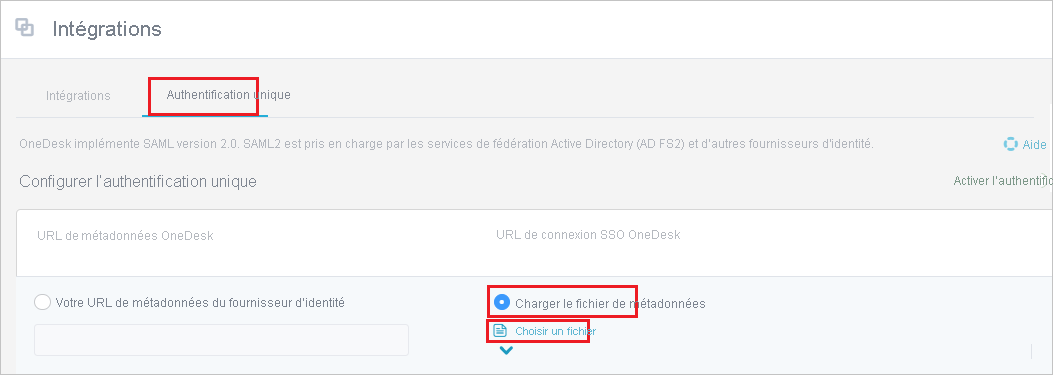 Intégrations
Intégrations
Authentification unique
OneDesk implémente SAML version 2.0. SAML2 est pris en charge par les services de fédération Active Directory (AD FS2) et d'autres fournisseurs d'identité.
Aide
Configurer l'authentification unique
Activer l'authentific
URL de métadonnées OneDesk
URL de connexion SSO OneDesk
Votre URL de métadonnées du fournisseur d'identité
Charger le fichier de métadonnées
Choisir un fichier